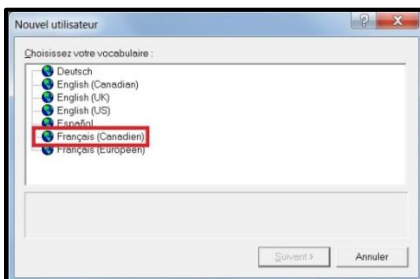 Nouvel utilisateur
Choisissez votre vocabulaire :
Deutsch
English (Canadian)
English (UK)
English (US)
Español
Français (Canadien)
Français (Européen)
Suivant >
Annuler